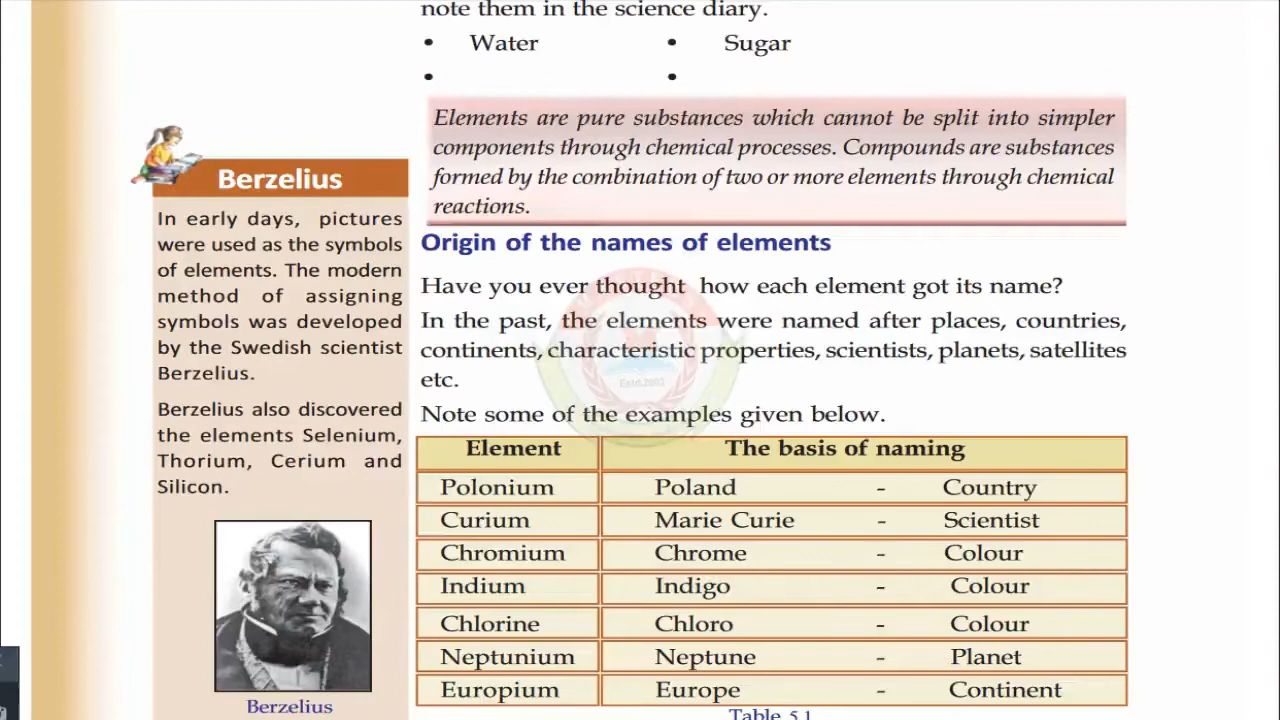 note them in the science diary.
• Water • Sugar
• •
Elements are pure substances which cannot be split into simpler
components through chemical processes. Compounds are substances
formed by the combination of two or more elements through chemical
reactions.
Berzelius
In early days, pictures
were used as the symbols
of elements. The modern
method of assigning
symbols was developed
by the Swedish scientist
Berzelius.
Berzelius also discovered
the elements Selenium,
Thorium, Cerium and
Silicon.
Berzelius
Origin of the names of elements
Have you ever thought how each element got its name?
In the past, the elements were named after places, countries,
continents, characteristic properties, scientists, planets, satellites
etc.
Note some of the examples given below.
Element The basis of naming
Polonium Poland - Country
Curium Marie Curie - Scientist
Chromium Chrome - Colour
Indium Indigo - Colour
Chlorine Chloro - Colour
Neptunium Neptune - Planet
Europium Europe - Continent
Table 5.1
Estd.2002